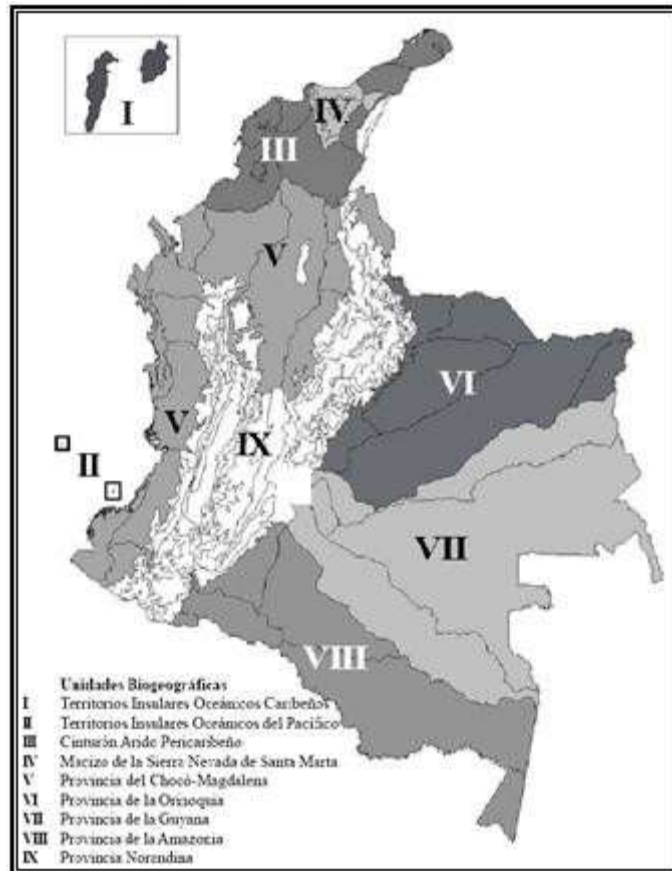 I
IV
III
V
VI
V
IX
II
VII
VIII
Unidades Biogeográficas
I Territorios Insulares Oceánicos Caribeños
II Territorios Insulares Oceánicos del Pacífico
III Cinturón Arido Pericaribeño
IV Macizo de la Sierra Nevada de Santa Marta
V Provincia del Chocó-Magdalena
VI Provincia de la Orinoquia
VII Provincia de la Guyana
VIII Provincia de la Amazonia
IX Provincia Norandina